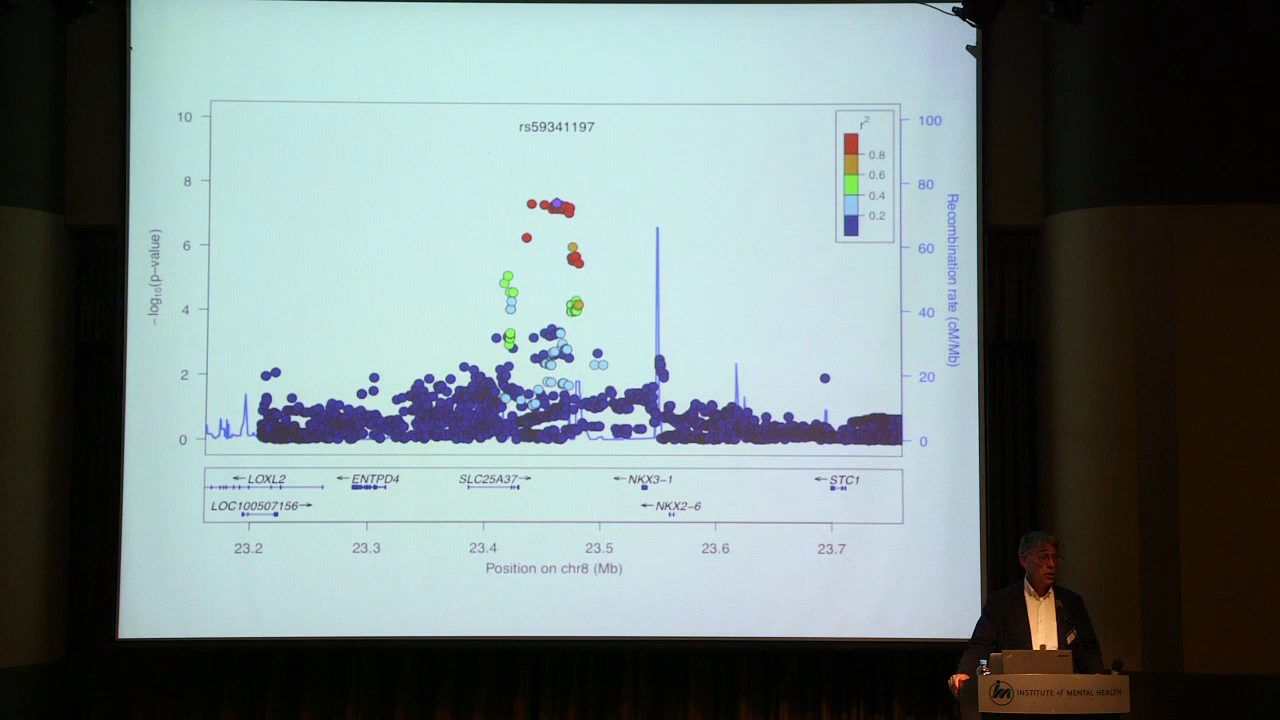 rs59341197
r2
0.8
0.6
0.4
0.2
10
8
6
4
2
0
−log10(p−value)
100
80
60
40
20
0
Recombination rate (cM/Mb)
←LOXL2
←ENTPD4
SLC25A37→
←NKX3−1
←STC1
LOC100507156→
←NKX2−6
23.2 23.3 23.4 23.5 23.6 23.7
Position on chr8 (Mb)
im INSTITUTE of MENTAL HEALTH